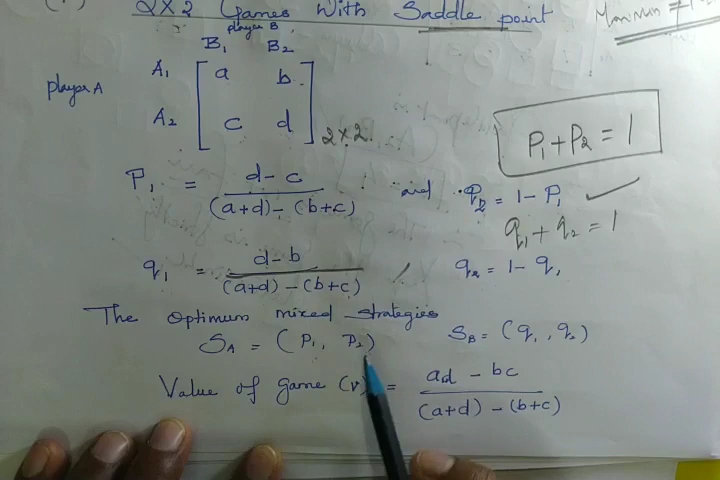 2x2 Games With Saddle point
player B
B₁ B₂
player A
A₁ a b
A₂ c d
2x2
P₁ + P₂ = 1
P₁ = d-c / (a+d) - (b+c) and P₂ = 1 - P₁
q₁ + q₂ = 1
q₁ = d-b / (a+d) - (b+c) q₂ = 1 - q₁
The optimum mixed strategies
S_A = (P₁, P₂) S_B = (q₁, q₂)
Value of game (v) = ad - bc / (a+d) - (b+c)